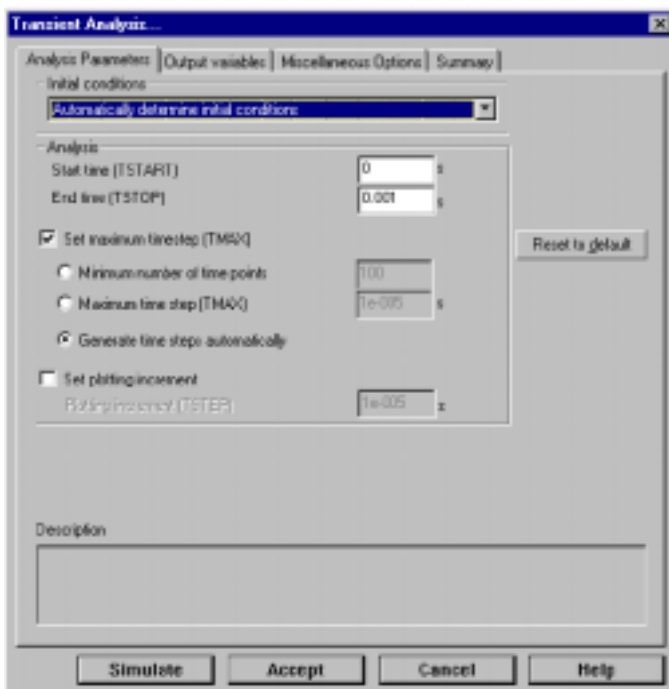 Transient Analysis...
Analysis Parameters Output variables Miscellaneous Options Summary
Initial conditions
Automatically determine initial conditions
Analysis
Start time (TSTART) 0 s
End time (TSTOP) 0.001 s
Set maximum timestep (TMAX)
Reset to default
Minimum number of time points 100
Maximum time step (TMAX) 1e-005 s
Generate time steps automatically
Set plotting increment
Plotting increment (TSTEP) 1e-005 s
Description
Simulate Accept Cancel Help